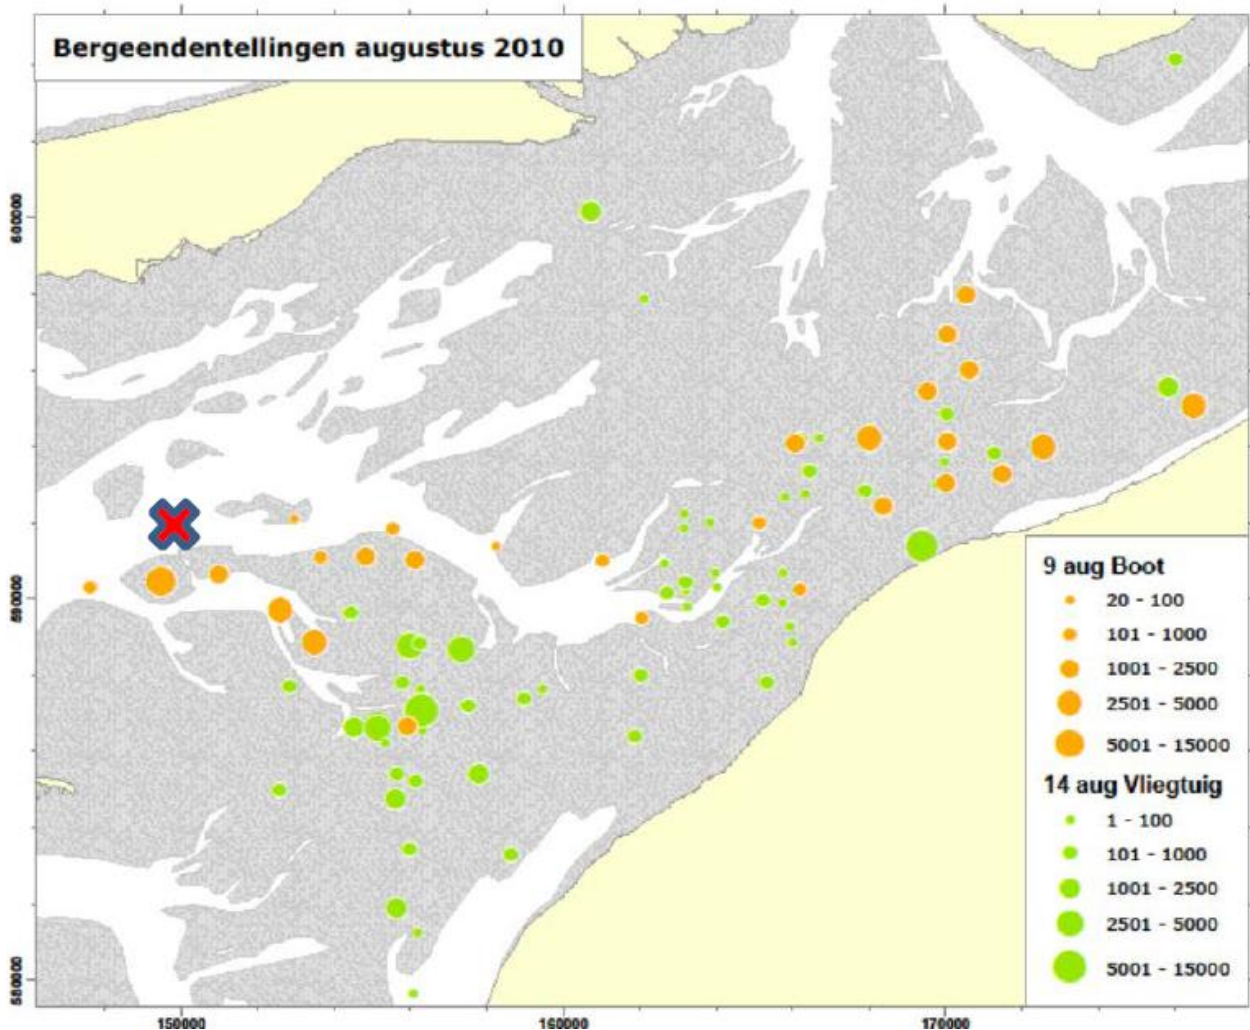 Bergeendentellingen augustus 2010
600000
590000
580000
9 aug Boot
20 - 100
101 - 1000
1001 - 2500
2501 - 5000
5001 - 15000
14 aug Vliegtuig
1 - 100
101 - 1000
1001 - 2500
2501 - 5000
5001 - 15000
150000
160000
170000